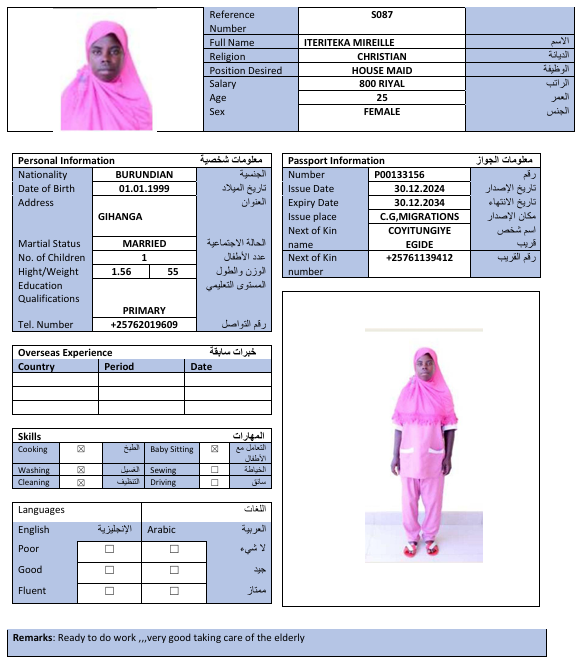 Reference Number S087
Full Name ITERITEKA MIREILLE الاسم
Religion CHRISTIAN الديانة
Position Desired HOUSE MAID الوظيفة
Salary 800 RIYAL الراتب
Age 25 العمر
Sex FEMALE الجنس
Personal Information معلومات شخصية
Nationality BURUNDIAN الجنسية
Date of Birth 01.01.1999 تاريخ الميلاد
Address GIHANGA العنوان
Martial Status MARRIED الحالة الاجتماعية
No. of Children 1 عدد الأطفال
Hight/Weight 1.56 55 الوزن والطول
Education Qualifications PRIMARY المستوى التعليمي
Tel. Number +25762019609 رقم التواصل
Passport Information معلومات الجواز
Number P00133156 رقم
Issue Date 30.12.2024 تاريخ الإصدار
Expiry Date 30.12.2034 تاريخ الانتهاء
Issue place C.G,MIGRATIONS مكان الإصدار
Next of Kin name COYITUNGIYE EGIDE اسم شخص قريب
Next of Kin number +25761139412 رقم القريب
Overseas Experience خبرات سابقة
Country Period Date
Skills المهارات
Cooking ☒ الطبخ Baby Sitting ☒ التعامل مع الأطفال
Washing ☒ الغسيل Sewing ☐ الخياطة
Cleaning ☒ التنظيف Driving ☐ سائق
Languages اللغات
English الإنجليزية Arabic العربية
Poor ☐ ☐ لا شيء
Good ☐ ☐ جيد
Fluent ☐ ☐ ممتاز
Remarks: Ready to do work ,,,very good taking care of the elderly